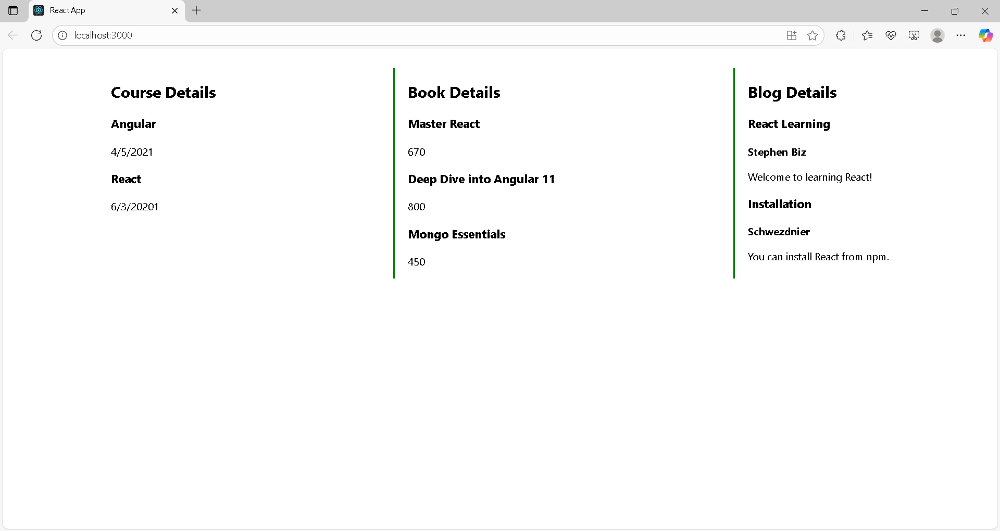 React App
localhost:3000
Course Details
Angular
4/5/2021
React
6/3/20201
Book Details
Master React
670
Deep Dive into Angular 11
800
Mongo Essentials
450
Blog Details
React Learning
Stephen Biz
Welcome to learning React!
Installation
Schwezdnier
You can install React from npm.